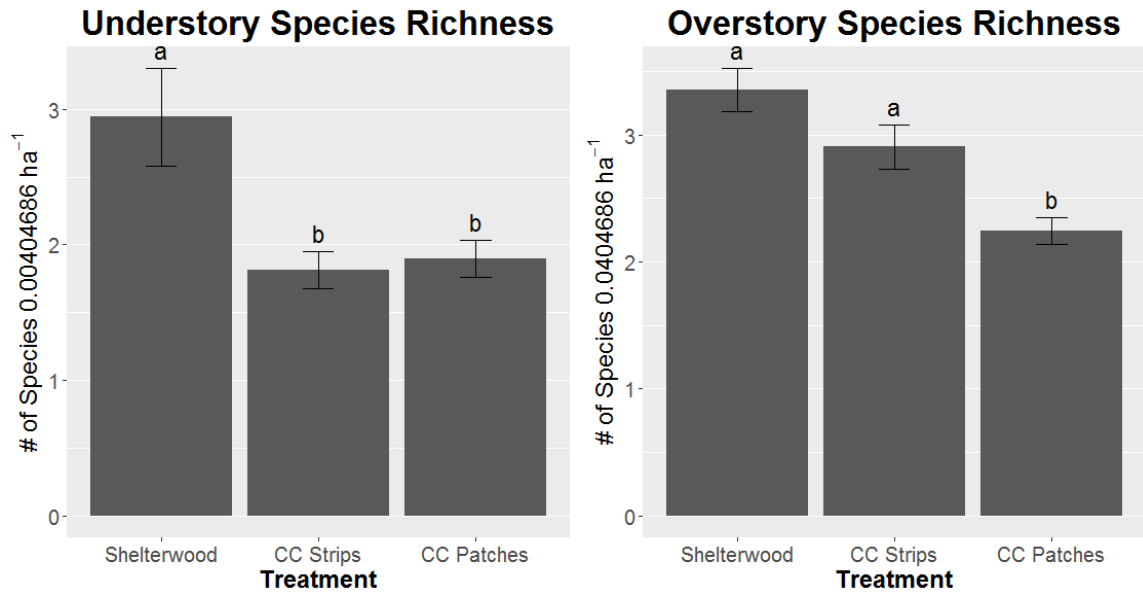 Understory Species Richness
# of Species 0.00404686 ha⁻¹
3
2
1
0
a
b
b
Shelterwood
CC Strips
CC Patches
Treatment
Overstory Species Richness
# of Species 0.0404686 ha⁻¹
3
2
1
0
a
a
b
Shelterwood
CC Strips
CC Patches
Treatment